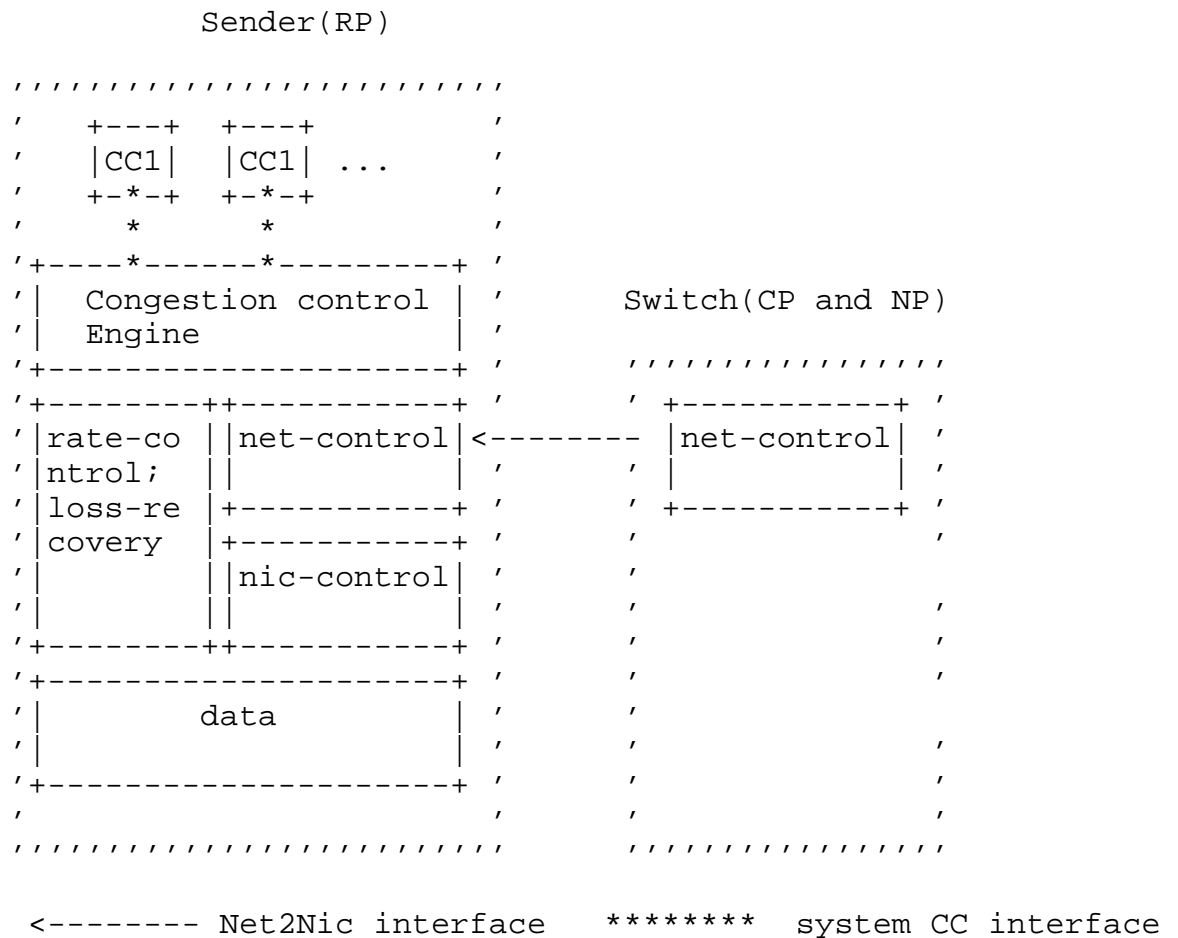 Sender(RP)
CC1 CC1 ...
Congestion control
Engine
Switch(CP and NP)
rate-co
ntrol;
loss-re
covery
net-control
nic-control
net-control
data
<-------- Net2Nic interface ******** system CC interface